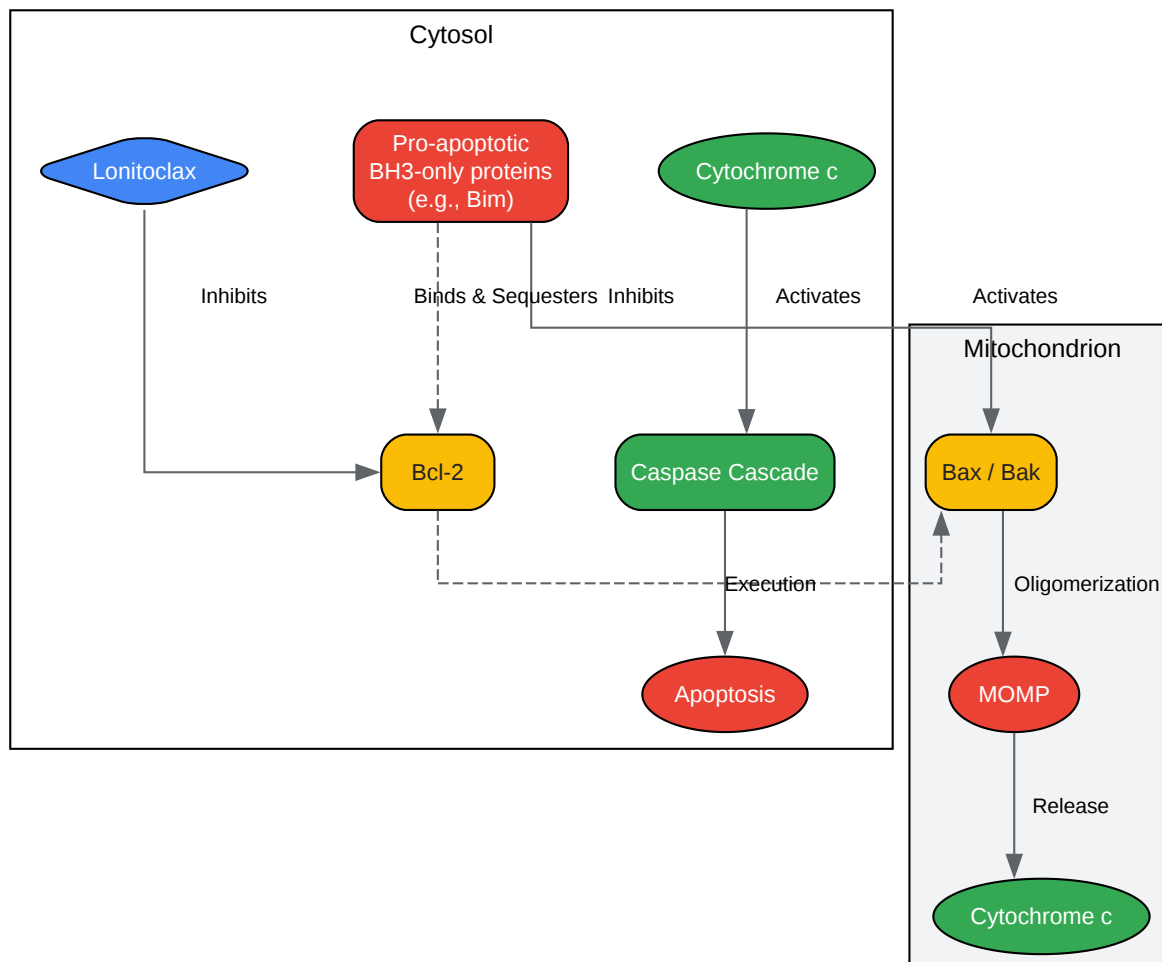 Cytosol
Lonitoclax
Pro-apoptotic
BH3-only proteins
(e.g., Bim)
Cytochrome c
Inhibits
Binds & Sequesters
Inhibits
Activates
Activates
Mitochondrion
Bcl-2
Caspase Cascade
Bax / Bak
Execution
Oligomerization
Apoptosis
MOMP
Release
Cytochrome c